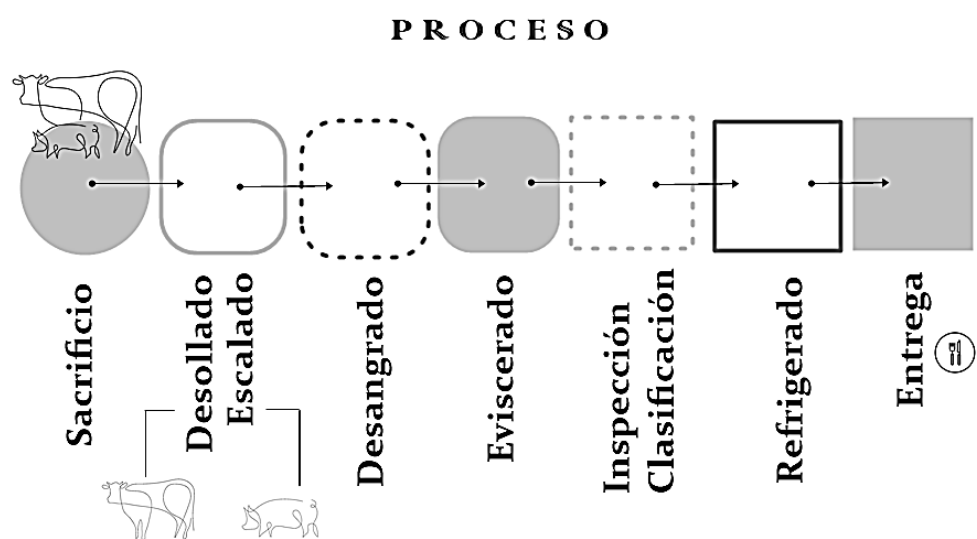 PROCESO
Sacrificio
Desollado
Escalado
Desangrado
Eviscerado
Inspección
Clasificación
Refrigerado
Entrega